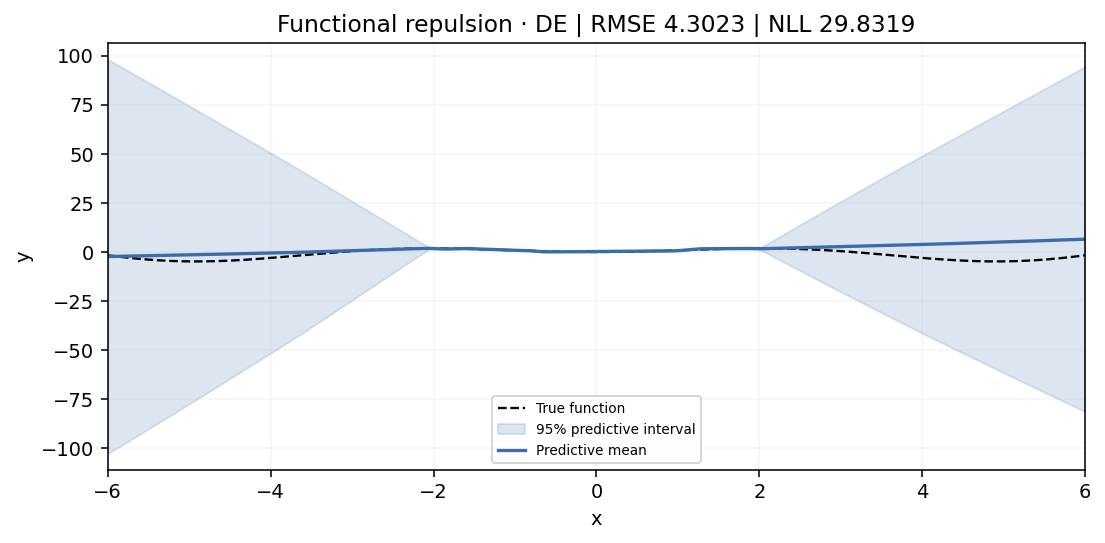 Functional repulsion · DE | RMSE 4.3023 | NLL 29.8319
y
100
75
50
25
0
−25
−50
−75
−100
True function
95% predictive interval
Predictive mean
−6
−4
−2
0
2
4
6
x